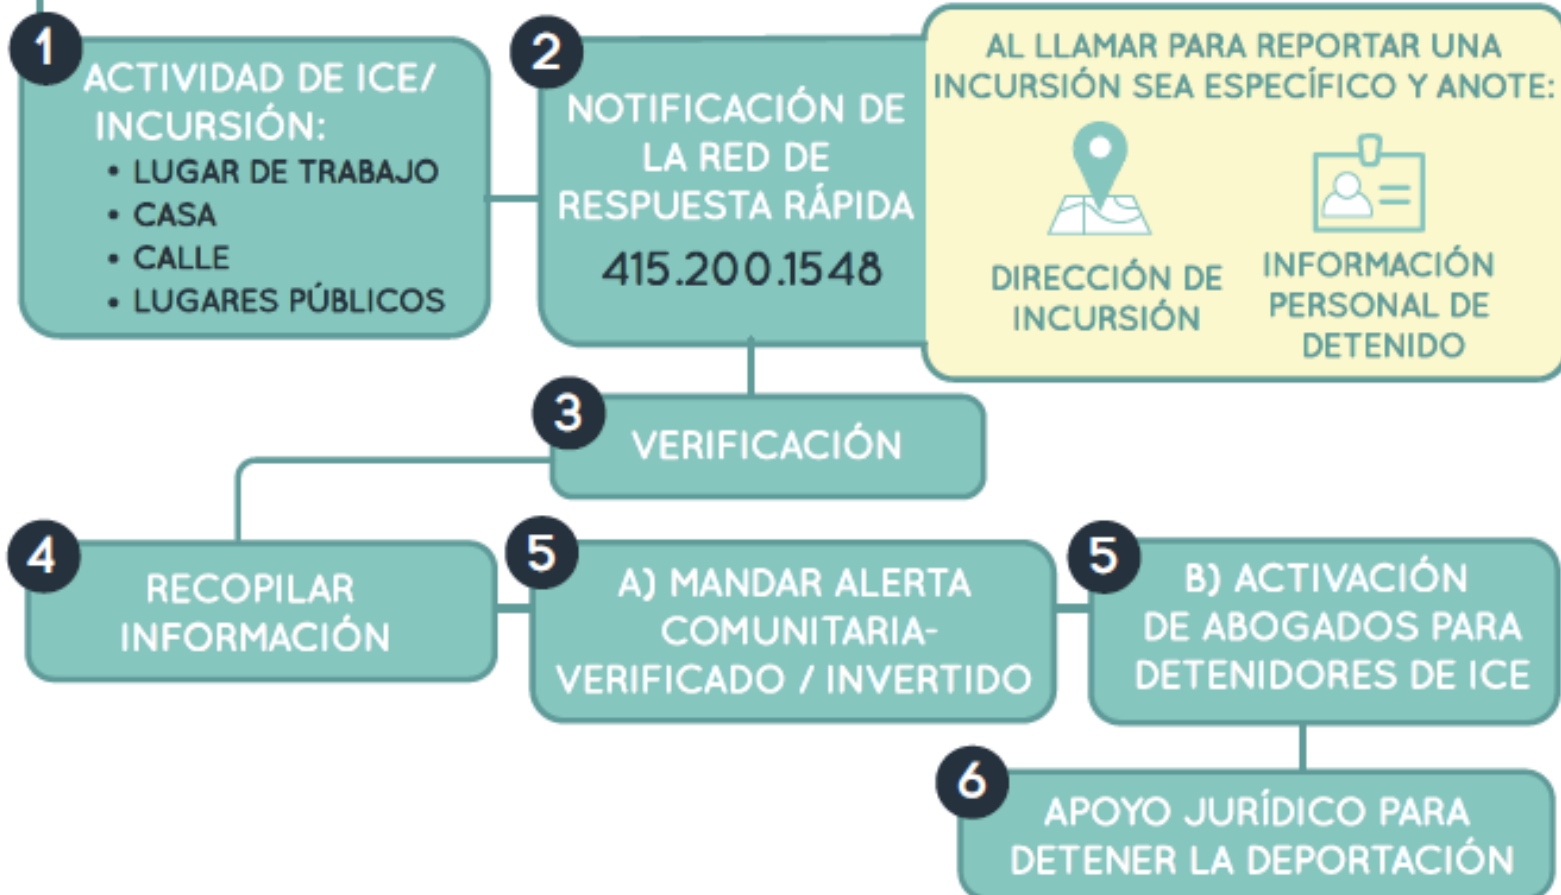 1
ACTIVIDAD DE ICE/
INCURSIÓN:
• LUGAR DE TRABAJO
• CASA
• CALLE
• LUGARES PÚBLICOS
2
NOTIFICACIÓN DE
LA RED DE
RESPUESTA RÁPIDA
415.200.1548
AL LLAMAR PARA REPORTAR UNA
INCURSIÓN SEA ESPECÍFICO Y ANOTE:
DIRECCIÓN DE
INCURSIÓN
INFORMACIÓN
PERSONAL DE
DETENIDO
3
VERIFICACIÓN
4
RECOPILAR
INFORMACIÓN
5
A) MANDAR ALERTA
COMUNITARIA-
VERIFICADO / INVERTIDO
5
B) ACTIVACIÓN
DE ABOGADOS PARA
DETENIDORES DE ICE
6
APOYO JURÍDICO PARA
DETENER LA DEPORTACIÓN